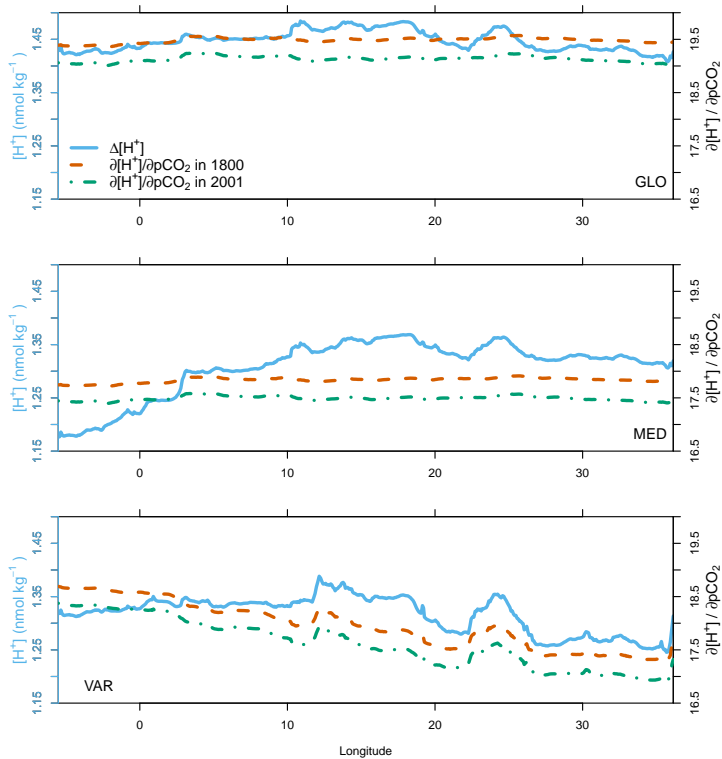 [H⁺] (nmol kg⁻¹ )
1.15 1.25 1.35 1.45
Δ[H⁺]
∂[H⁺]/∂pCO₂ in 1800
∂[H⁺]/∂pCO₂ in 2001
GLO
16.5 17.5 18.5 19.5
∂[H⁺] / ∂pCO₂
0 10 20 30
[H⁺] (nmol kg⁻¹ )
1.15 1.25 1.35 1.45
MED
16.5 17.5 18.5 19.5
∂[H⁺] / ∂pCO₂
0 10 20 30
[H⁺] (nmol kg⁻¹ )
1.15 1.25 1.35 1.45
VAR
16.5 17.5 18.5 19.5
∂[H⁺] / ∂pCO₂
0 10 20 30
Longitude